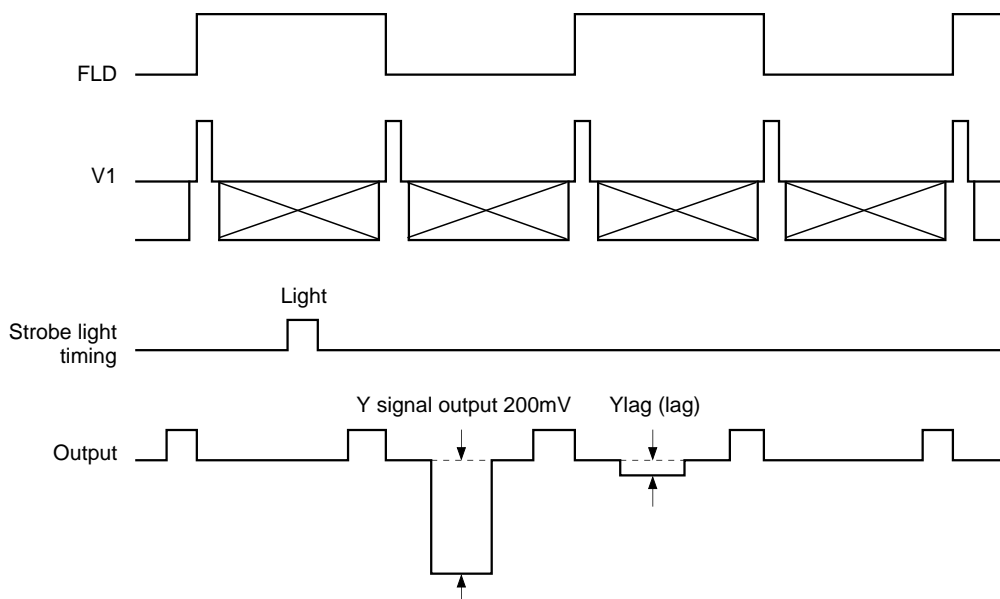 FLD
V1
Light
Strobe light
timing
Y signal output 200mV
Ylag (lag)
Output